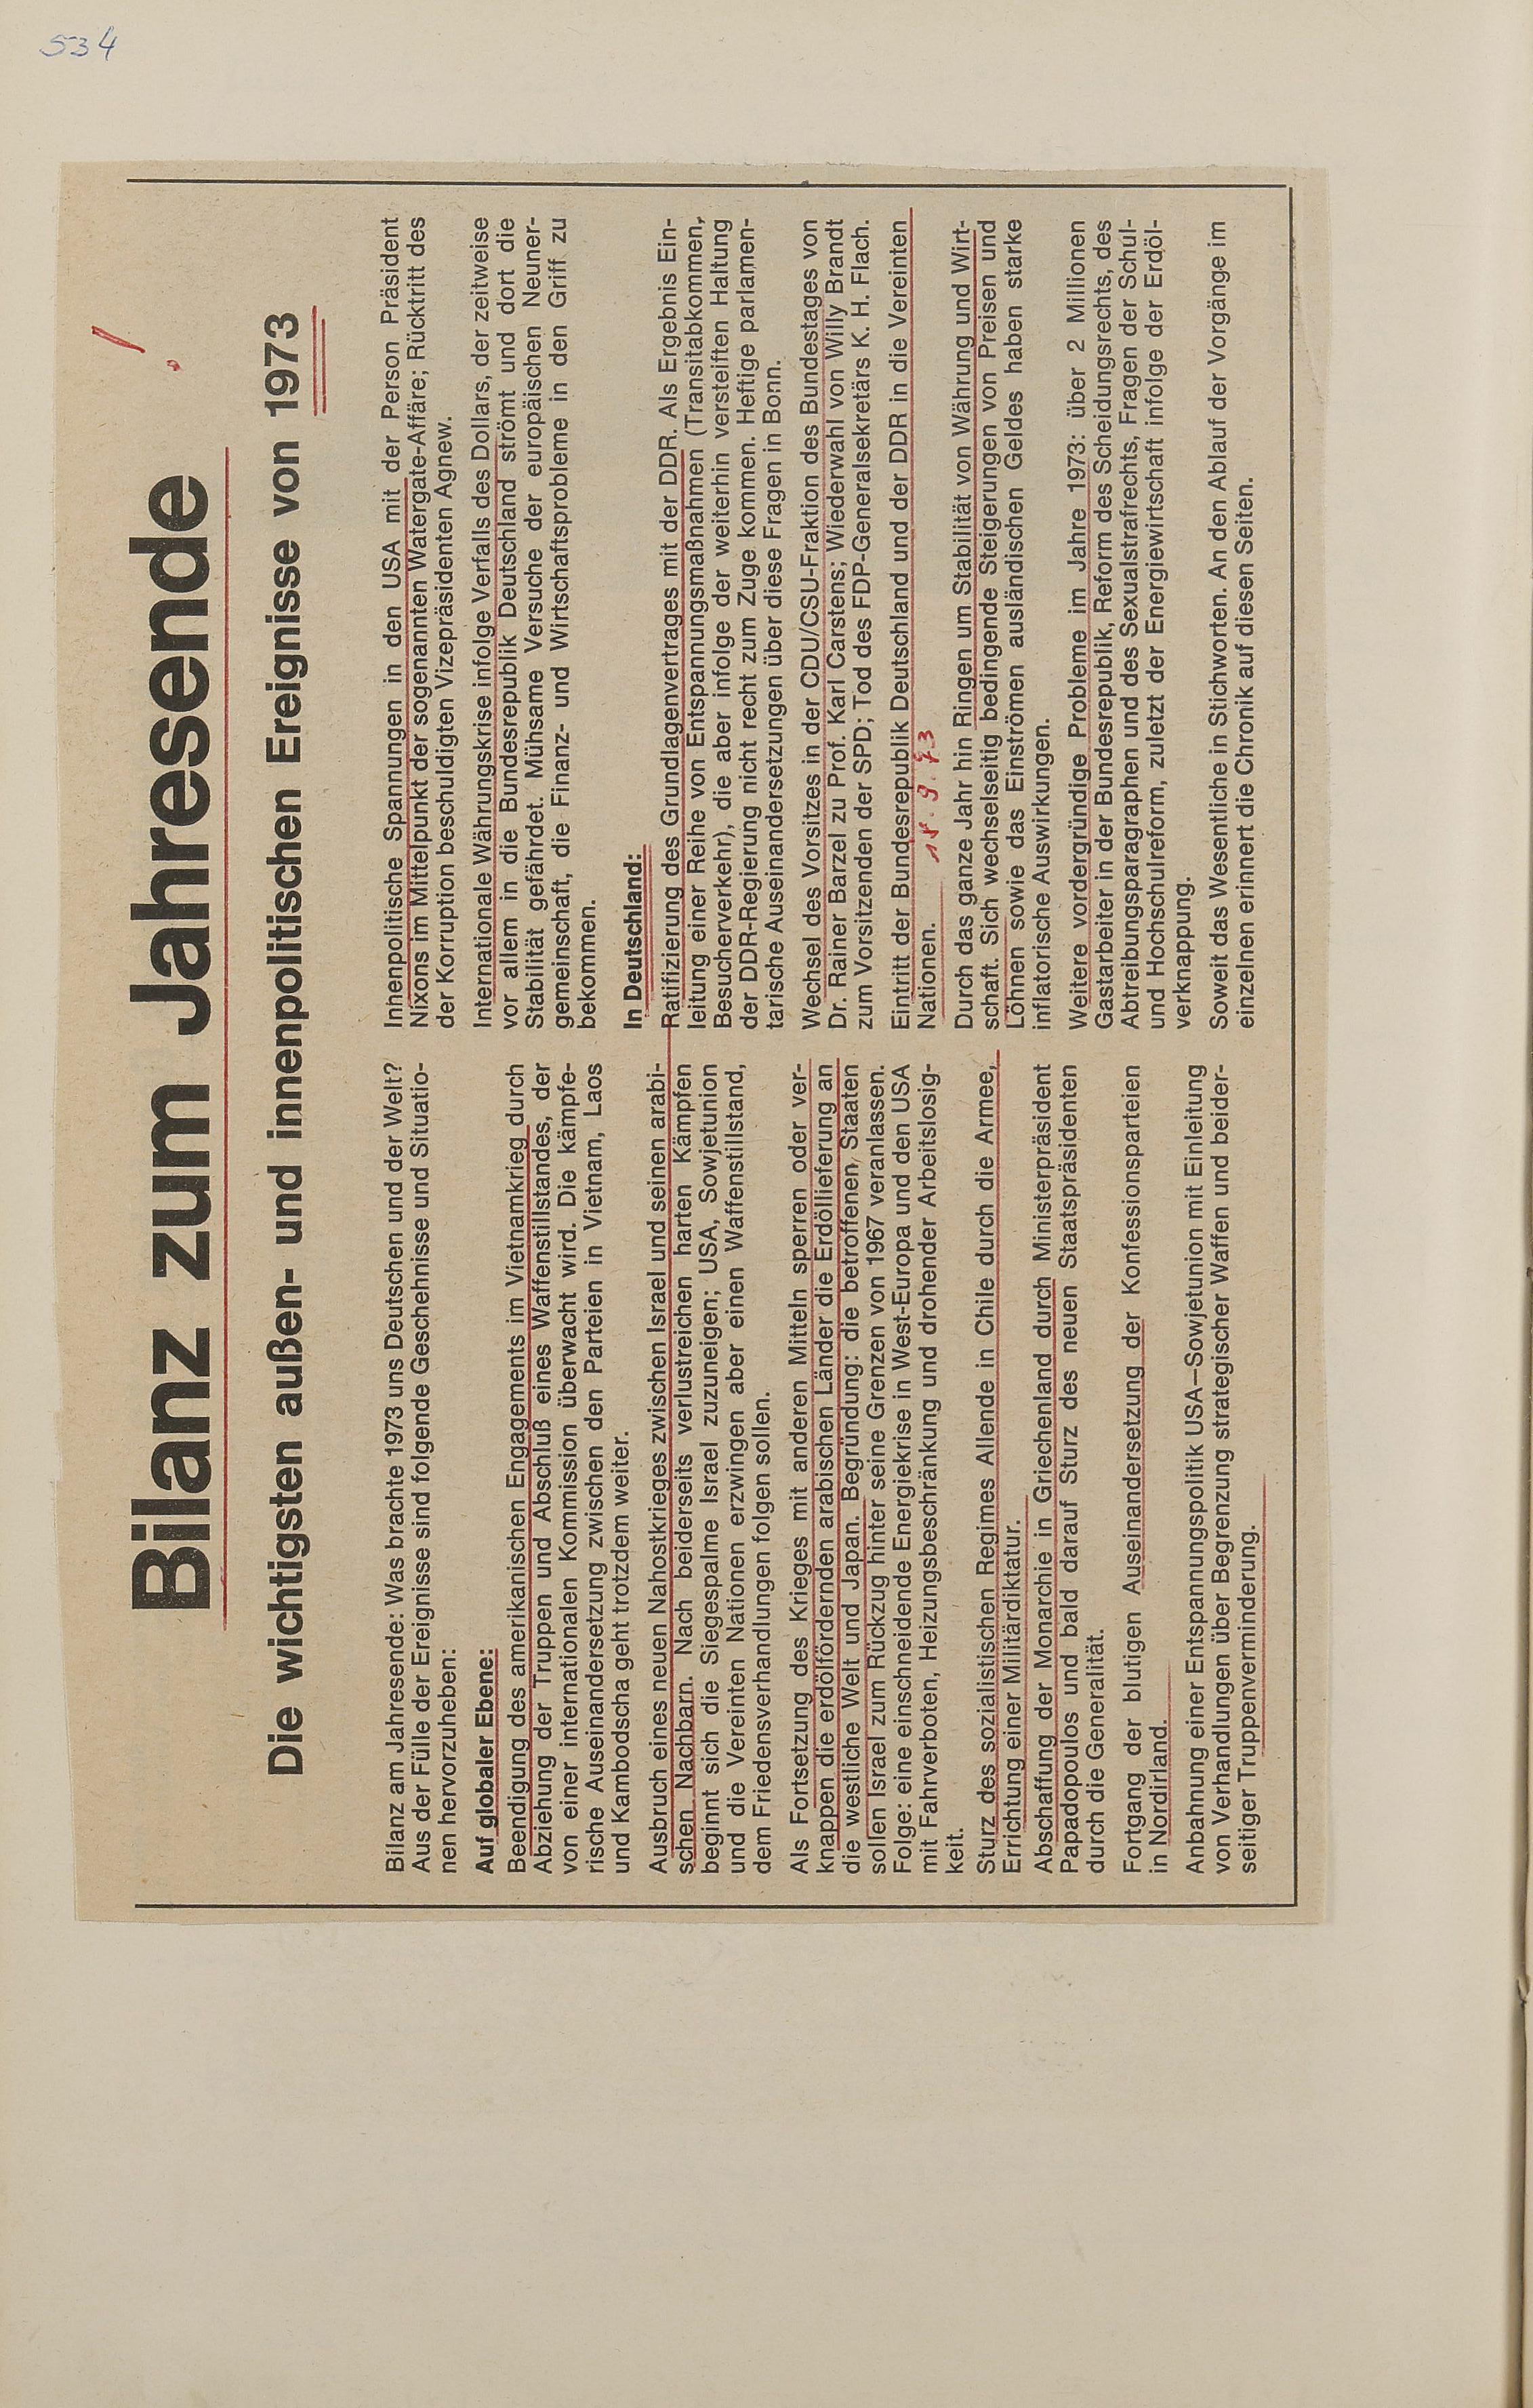 534
Bilanz zum Jahresende
!
Die wichtigsten außen- und innenpolitischen Ereignisse von 1973
Bilanz am Jahresende: Was brachte 1973 uns Deutschen und der Welt?
Aus der Fülle der Ereignisse sind folgende Geschehnisse und Situatio-
nen hervorzuheben:
Auf globaler Ebene:
Beendigung des amerikanischen Engagements im Vietnamkrieg durch
Abziehung der Truppen und Abschluß eines Waffenstillstandes, der
von einer internationalen Kommission überwacht wird. Die kämpfe-
rische Auseinandersetzung zwischen den Parteien in Vietnam, Laos
und Kambodscha geht trotzdem weiter.
Ausbruch eines neuen Nahostkrieges zwischen Israel und seinen arabi-
schen Nachbarn. Nach beiderseits verlustreichen harten Kämpfen
beginnt sich die Siegespalme Israel zuzuneigen; USA, Sowjetunion
und die Vereinten Nationen erzwingen aber einen Waffenstillstand,
dem Friedensverhandlungen folgen sollen.
Als Fortsetzung des Krieges mit anderen Mitteln sperren oder ver-
knappen die erdölfördernden arabischen Länder die Erdöllieferung an
die westliche Welt und Japan. Begründung: die betroffenen Staaten
sollen Israel zum Rückzug hinter seine Grenzen von 1967 veranlassen.
Folge: eine einschneidende Energiekrise in West-Europa und den USA
mit Fahrverboten, Heizungsbeschränkung und drohender Arbeitslosig-
keit.
Sturz des sozialistischen Regimes Allende in Chile durch die Armee,
Errichtung einer Militärdiktatur.
Abschaffung der Monarchie in Griechenland durch Ministerpräsident
Papadopoulos und bald darauf Sturz des neuen Staatspräsidenten
durch die Generalität.
Fortgang der blutigen Auseinandersetzung der Konfessionsparteien
in Nordirland.
Anbahnung einer Entspannungspolitik USA—Sowjetunion mit Einleitung
von Verhandlungen über Begrenzung strategischer Waffen und beider-
seitiger Truppenverminderung.
Inhenpolitische Spannungen in den USA mit der Person Präsident
Nixons im Mittelpunkt der sogenannten Watergate-Affäre; Rücktritt des
der Korruption beschuldigten Vizepräsidenten Agnew.
Internationale Währungskrise infolge Verfalls des Dollars, der zeitweise
vor allem in die Bundesrepublik Deutschland strömt und dort die
Stabilität gefährdet. Mühsame Versuche der europäischen Neuner-
gemeinschaft, die Finanz- und Wirtschaftsprobleme in den Griff zu
bekommen.
In Deutschland:
Ratifizierung des Grundlagenvertrages mit der DDR. Als Ergebnis Ein-
leitung einer Reihe von Entspannungsmaßnahmen (Transitabkommen,
Besucherverkehr), die aber infolge der weiterhin versteiften Haltung
der DDR-Regierung nicht recht zum Zuge kommen. Heftige parlamen-
tarische Auseinandersetzungen über diese Fragen in Bonn.
Wechsel des Vorsitzes in der CDU/CSU-Fraktion des Bundestages von
Dr. Rainer Barzel zu Prof. Karl Carstens; Wiederwahl von Willy Brandt
zum Vorsitzenden der SPD; Tod des FDP-Generalsekretärs K. H. Flach.
Eintritt der Bundesrepublik Deutschland und der DDR in die Vereinten
Nationen. 18. 9. 73
Durch das ganze Jahr hin Ringen um Stabilität von Währung und Wirt-
schaft. Sich wechselseitig bedingende Steigerungen von Preisen und
Löhnen sowie das Einströmen ausländischen Geldes haben starke
inflatorische Auswirkungen.
Weitere vordergründige Probleme im Jahre 1973: über 2 Millionen
Gastarbeiter in der Bundesrepublik, Reform des Scheidungsrechts, des
Abtreibungsparagraphen und des Sexualstrafrechts, Fragen der Schul-
und Hochschulreform, zuletzt der Energiewirtschaft infolge der Erdöl-
verknappung.
Soweit das Wesentliche in Stichworten. An den Ablauf der Vorgänge im
einzelnen erinnert die Chronik auf diesen Seiten.